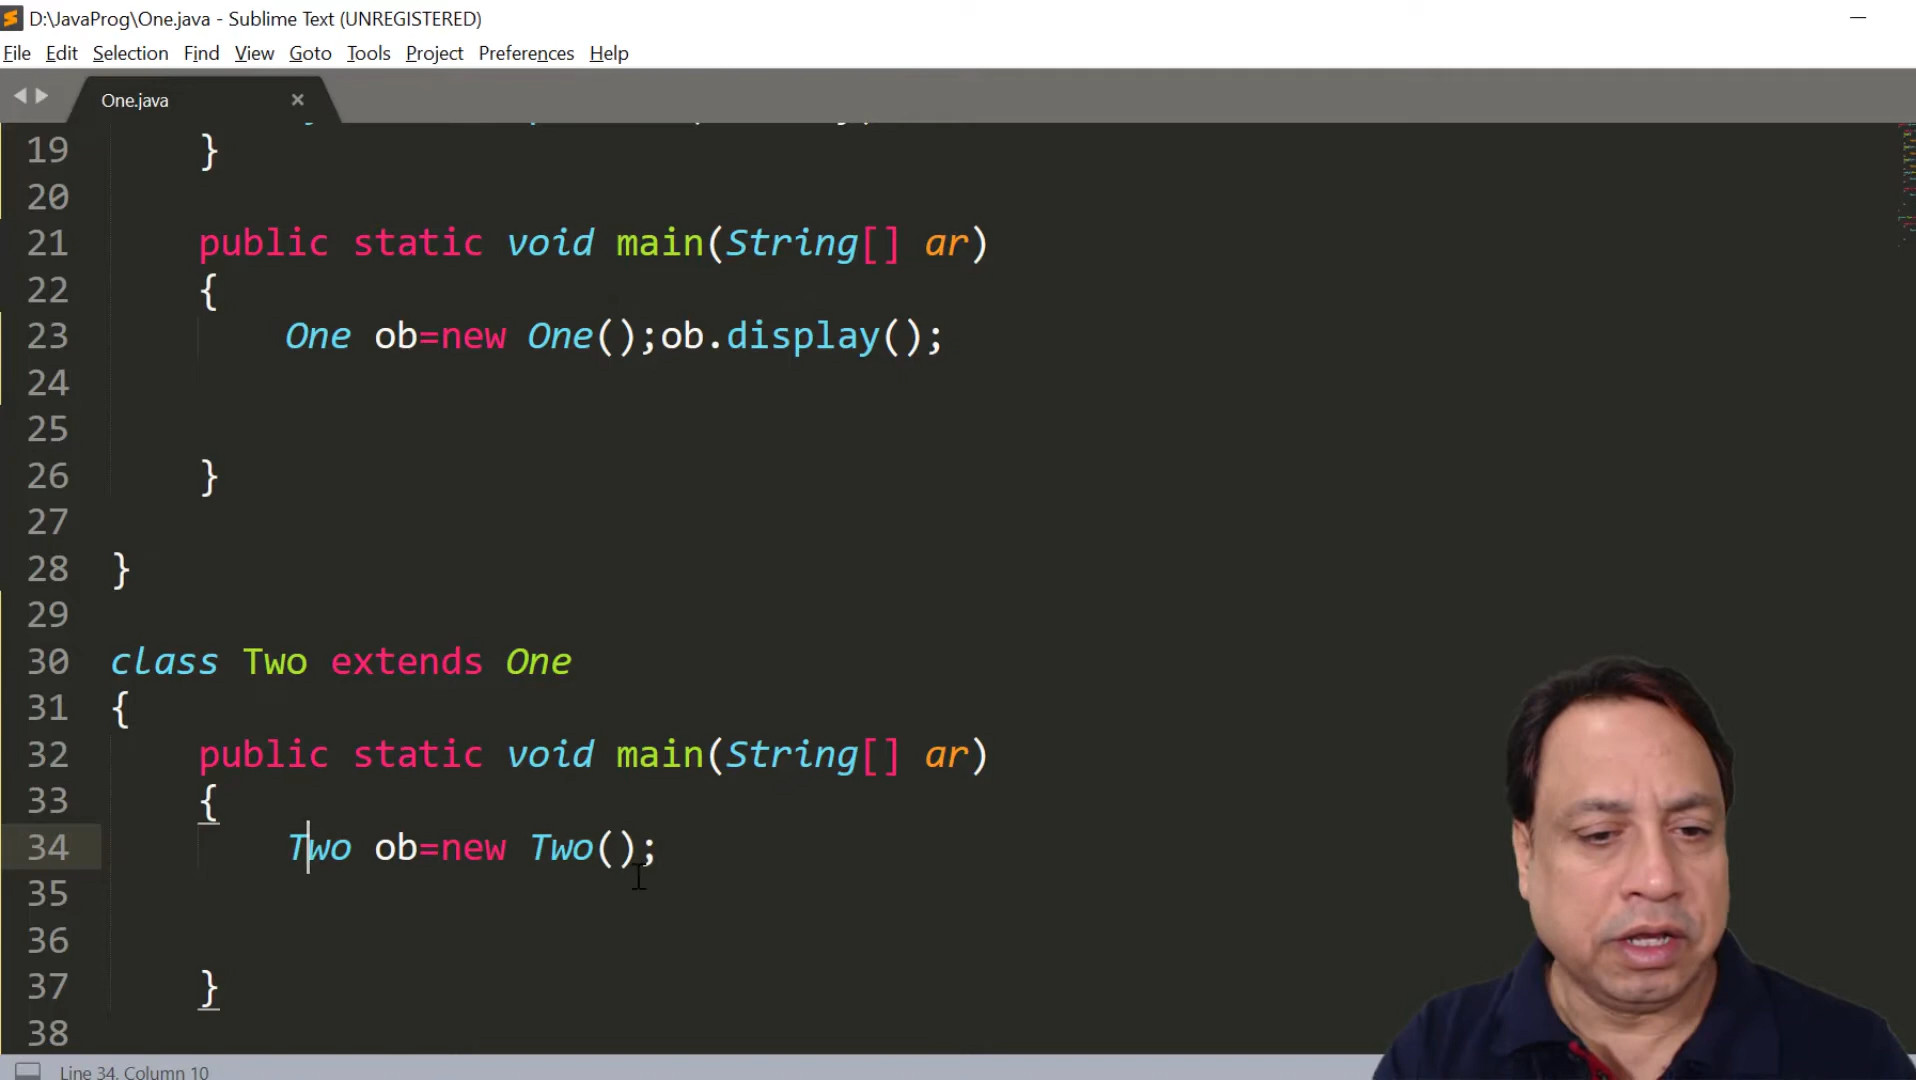 D:\JavaProg\One.java - Sublime Text (UNREGISTERED)
File Edit Selection Find View Goto Tools Project Preferences Help
One.java
19 }
20
21 public static void main(String[] ar)
22 {
23 One ob=new One();ob.display();
24
25
26 }
27
28 }
29
30 class Two extends One
31 {
32 public static void main(String[] ar)
33 {
34 Two ob=new Two();
35
36
37 }
38
Line 34, Column 10